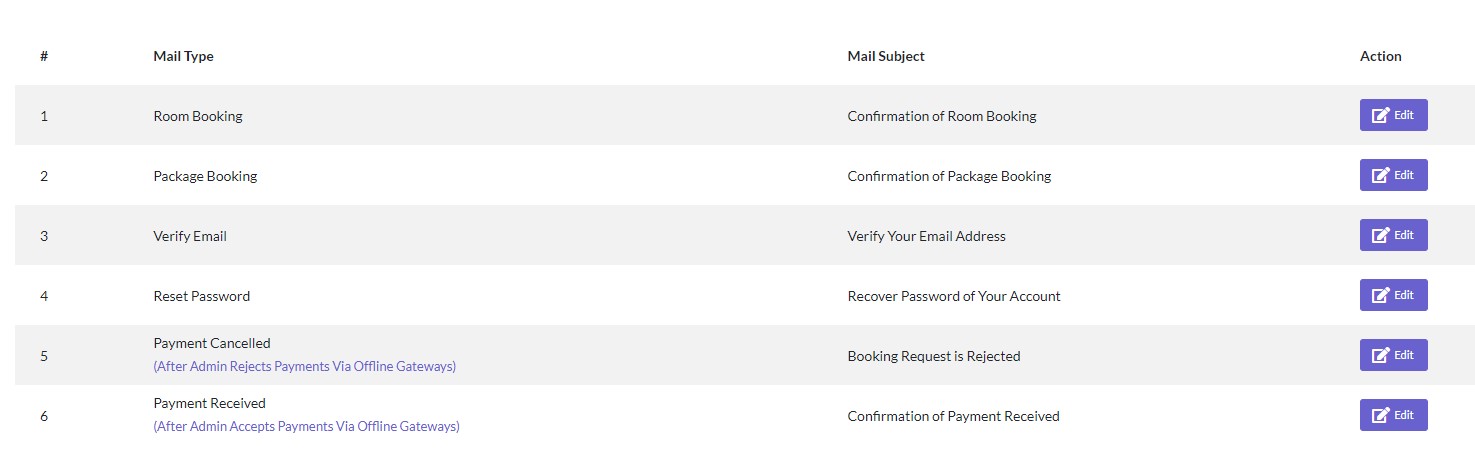 # Mail Type Mail Subject Action
1 Room Booking Confirmation of Room Booking Edit
2 Package Booking Confirmation of Package Booking Edit
3 Verify Email Verify Your Email Address Edit
4 Reset Password Recover Password of Your Account Edit
5 Payment Cancelled
(After Admin Rejects Payments Via Offline Gateways) Booking Request is Rejected Edit
6 Payment Received
(After Admin Accepts Payments Via Offline Gateways) Confirmation of Payment Received Edit